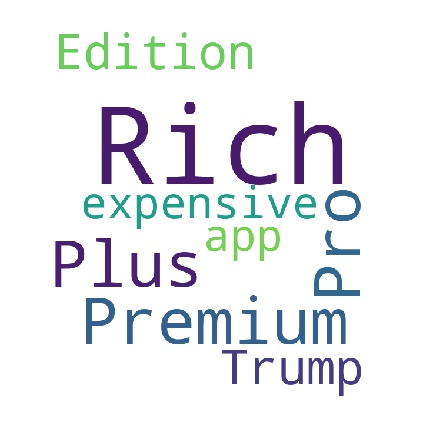 Edition
Rich
expensive
Pro
app
Plus
Premium
Trump